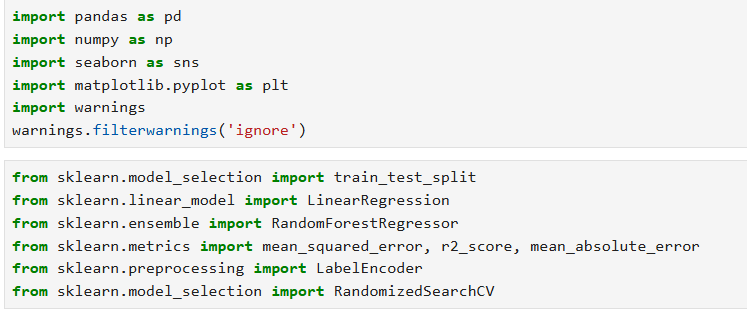 import pandas as pd
import numpy as np
import seaborn as sns
import matplotlib.pyplot as plt
import warnings
warnings.filterwarnings('ignore')
from sklearn.model_selection import train_test_split
from sklearn.linear_model import LinearRegression
from sklearn.ensemble import RandomForestRegressor
from sklearn.metrics import mean_squared_error, r2_score, mean_absolute_error
from sklearn.preprocessing import LabelEncoder
from sklearn.model_selection import RandomizedSearchCV